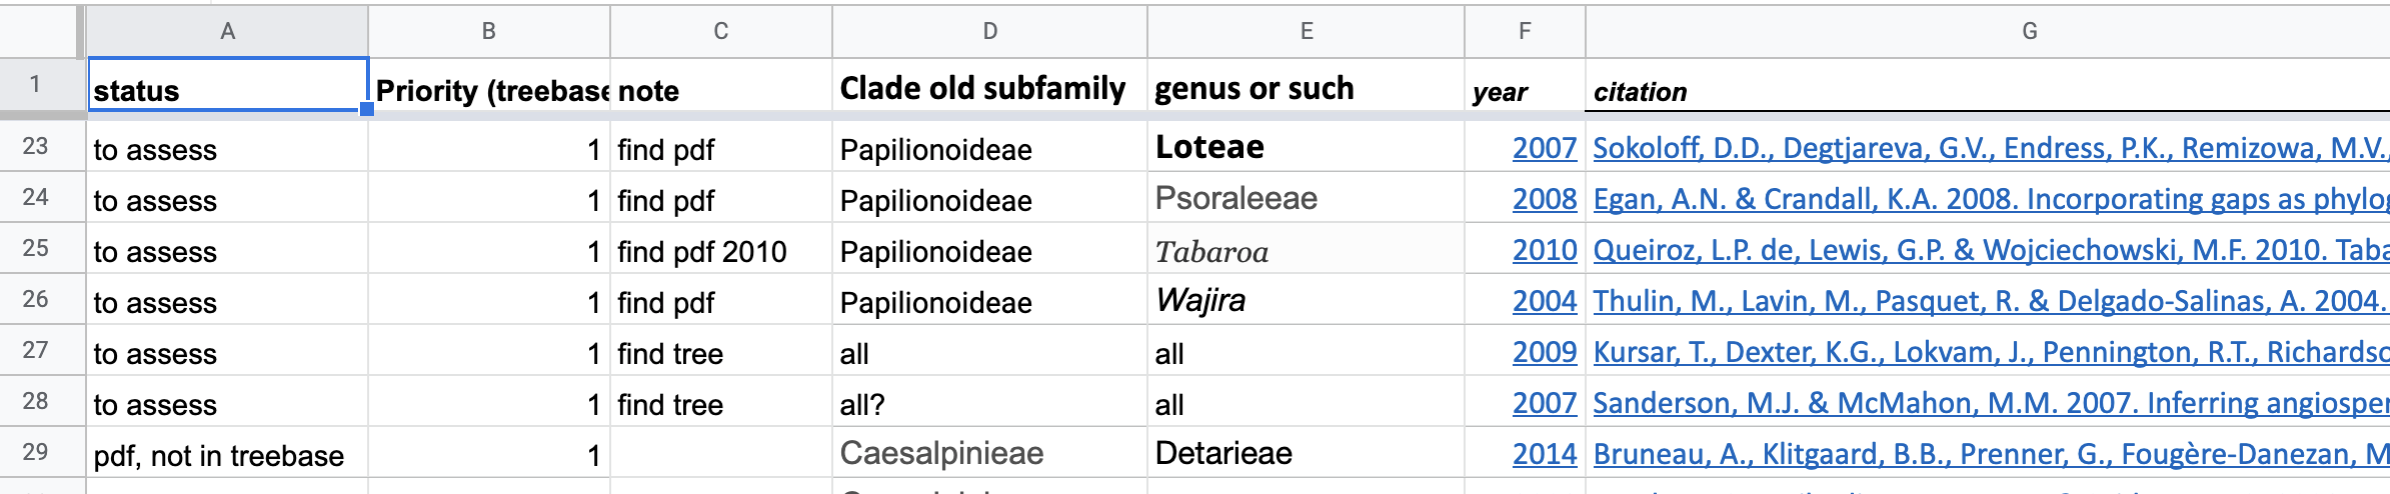 A B C D E F G
1 status Priority (treebase note Clade old subfamily genus or such year citation
23 to assess 1 find pdf Papilionoideae Loteae 2007 Sokoloff, D.D., Degtjareva, G.V., Endress, P.K., Remizowa, M.V.,
24 to assess 1 find pdf Papilionoideae Psoraleeae 2008 Egan, A.N. & Crandall, K.A. 2008. Incorporating gaps as phylog
25 to assess 1 find pdf 2010 Papilionoideae Tabaroa 2010 Queiroz, L.P. de, Lewis, G.P. & Wojciechowski, M.F. 2010. Taba
26 to assess 1 find pdf Papilionoideae Wajira 2004 Thulin, M., Lavin, M., Pasquet, R. & Delgado-Salinas, A. 2004.
27 to assess 1 find tree all all 2009 Kursar, T., Dexter, K.G., Lokvam, J., Pennington, R.T., Richardso
28 to assess 1 find tree all? all 2007 Sanderson, M.J. & McMahon, M.M. 2007. Inferring angiosper
29 pdf, not in treebase 1 Caesalpinieae Detarieae 2014 Bruneau, A., Klitgaard, B.B., Prenner, G., Fougère-Danezan, M